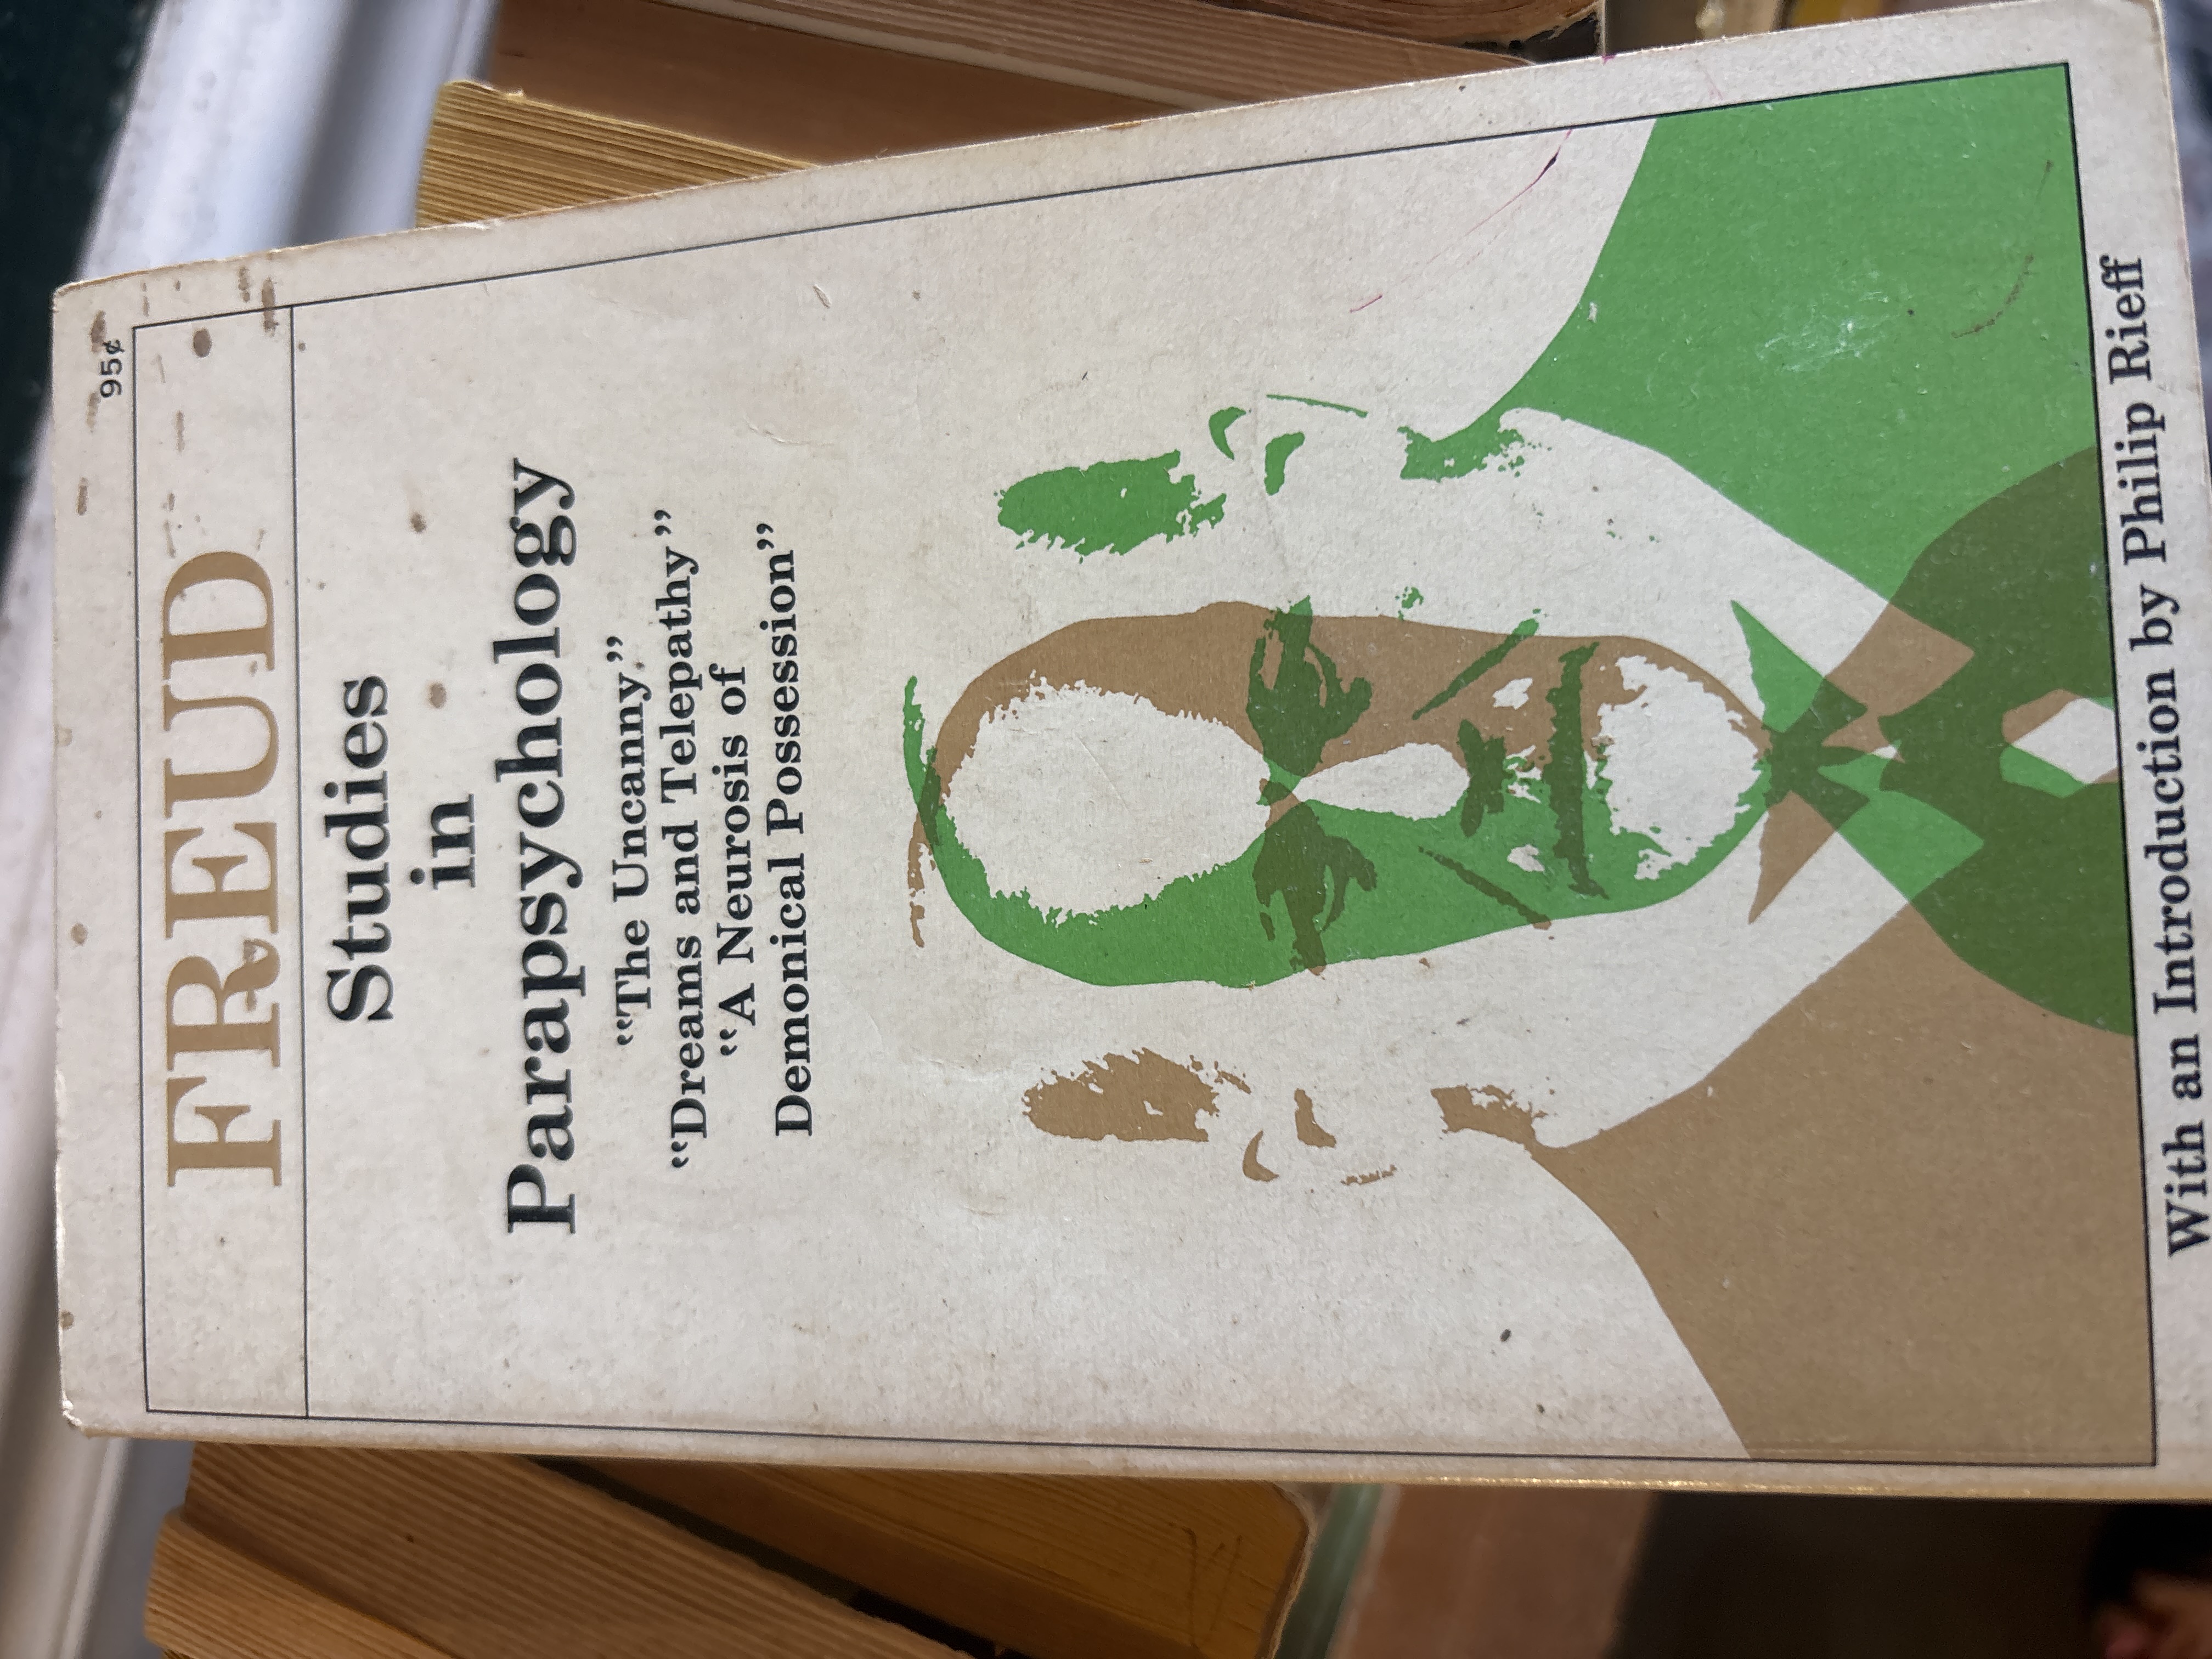 95¢
FREUD
Studies
in
Parapsychology
“The Uncanny”
“Dreams and Telepathy”
“A Neurosis of
Demonical Possession”
With an Introduction by Philip Rieff